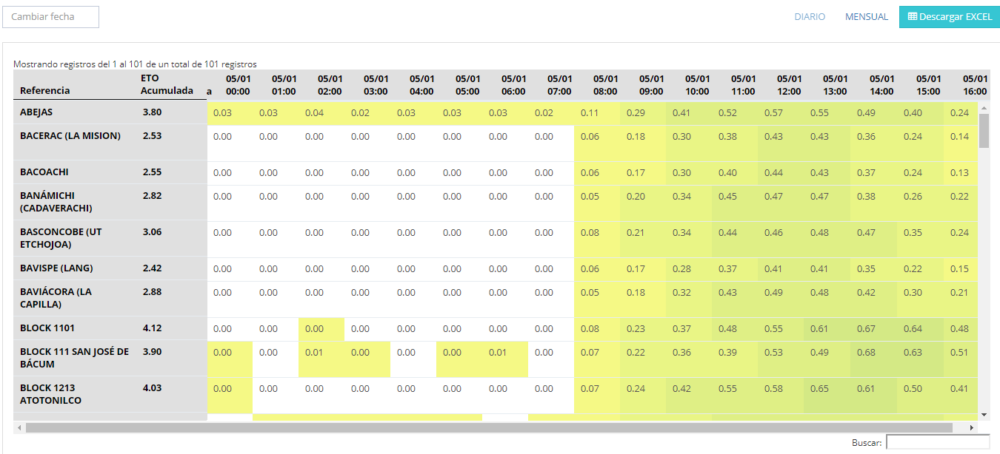 Cambiar fecha DIARIO MENSUAL Descargar EXCEL
Mostrando registros del 1 al 101 de un total de 101 registros
ETO 05/01 05/01 05/01 05/01 05/01 05/01 05/01 05/01 05/01 05/01 05/01 05/01 05/01 05/01 05/01 05/01 05/01
Referencia Acumulada a 00:00 01:00 02:00 03:00 04:00 05:00 06:00 07:00 08:00 09:00 10:00 11:00 12:00 13:00 14:00 15:00 16:00
ABEJAS 3.80 0.03 0.03 0.04 0.02 0.03 0.03 0.03 0.02 0.11 0.29 0.41 0.52 0.57 0.55 0.49 0.40 0.24
BACERAC (LA MISION) 2.53 0.00 0.00 0.00 0.00 0.00 0.00 0.00 0.00 0.06 0.18 0.30 0.38 0.43 0.43 0.36 0.24 0.14
BACOACHI 2.55 0.00 0.00 0.00 0.00 0.00 0.00 0.00 0.00 0.06 0.17 0.30 0.40 0.44 0.43 0.37 0.24 0.13
BANÁMICHI 2.82 0.00 0.00 0.00 0.00 0.00 0.00 0.00 0.00 0.05 0.20 0.34 0.45 0.47 0.47 0.38 0.26 0.22
(CADAVERACHI)
BASCONCOBE (UT 3.06 0.00 0.00 0.00 0.00 0.00 0.00 0.00 0.00 0.08 0.21 0.34 0.44 0.46 0.48 0.47 0.35 0.24
ETCHOJOA)
BAVISPE (LANG) 2.42 0.00 0.00 0.00 0.00 0.00 0.00 0.00 0.00 0.06 0.17 0.28 0.37 0.41 0.41 0.35 0.22 0.15
BAVIÁCORA (LA 2.88 0.00 0.00 0.00 0.00 0.00 0.00 0.00 0.00 0.05 0.18 0.32 0.43 0.49 0.48 0.42 0.30 0.21
CAPILLA)
BLOCK 1101 4.12 0.00 0.00 0.00 0.00 0.00 0.00 0.00 0.00 0.08 0.23 0.37 0.48 0.55 0.61 0.67 0.64 0.48
BLOCK 111 SAN JOSÉ DE 3.90 0.00 0.00 0.01 0.00 0.00 0.00 0.01 0.00 0.07 0.22 0.36 0.39 0.53 0.49 0.68 0.63 0.51
BÁCUM
BLOCK 1213 4.03 0.00 0.00 0.00 0.00 0.00 0.00 0.00 0.00 0.07 0.24 0.42 0.55 0.58 0.65 0.61 0.50 0.41
ATOTONILCO
Buscar: